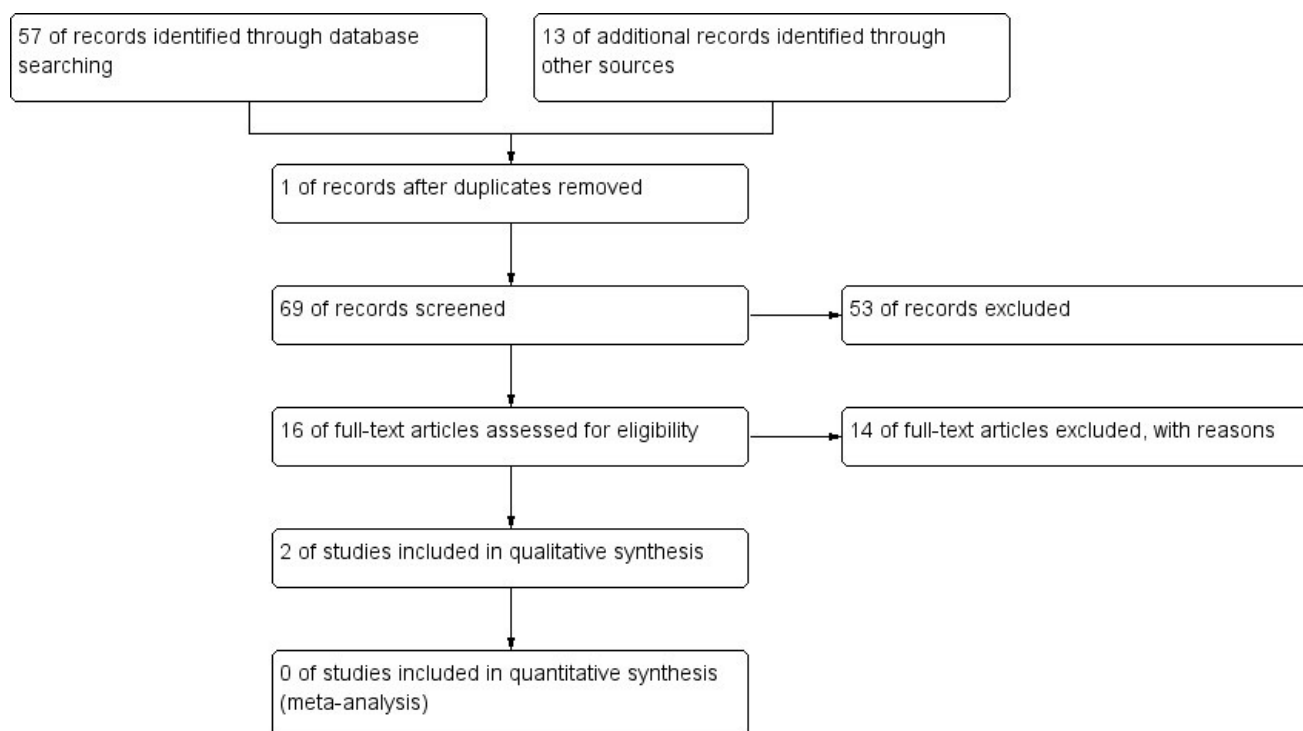 57 of records identified through database
searching
13 of additional records identified through
other sources
1 of records after duplicates removed
69 of records screened
53 of records excluded
16 of full-text articles assessed for eligibility
14 of full-text articles excluded, with reasons
2 of studies included in qualitative synthesis
0 of studies included in quantitative synthesis
(meta-analysis)